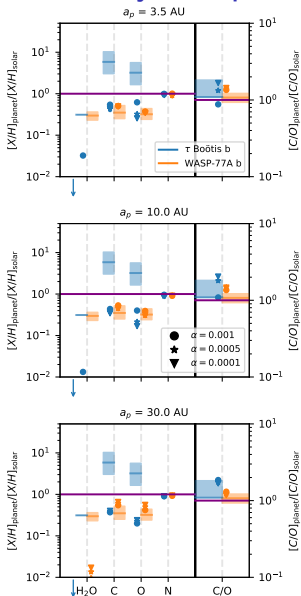 a_p = 3.5 AU
[X/H]_planet/[X/H]_solar
10^1
10^0
10^-1
10^-2
10^1
10^0
10^-1
[C/O]_planet/[C/O]_solar
τ Boötis b
WASP-77A b
a_p = 10.0 AU
[X/H]_planet/[X/H]_solar
10^1
10^0
10^-1
10^-2
10^1
10^0
10^-1
[C/O]_planet/[C/O]_solar
α = 0.001
α = 0.0005
α = 0.0001
a_p = 30.0 AU
[X/H]_planet/[X/H]_solar
10^1
10^0
10^-1
10^-2
10^1
10^0
10^-1
[C/O]_planet/[C/O]_solar
H₂O C O N C/O